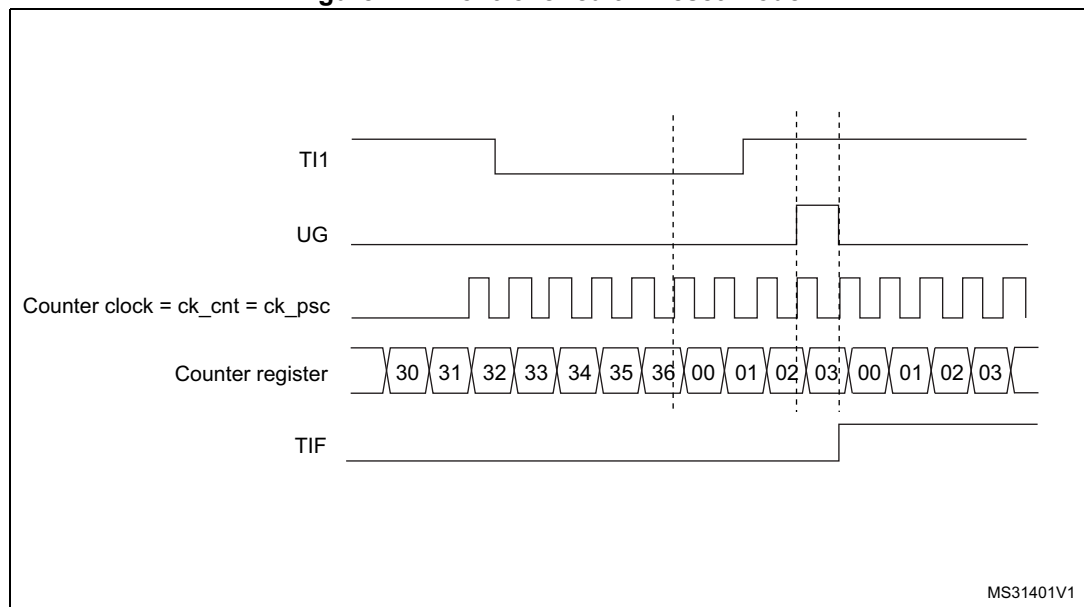 TI1
UG
Counter clock = ck_cnt = ck_psc
Counter register 30 31 32 33 34 35 36 00 01 02 03 00 01 02 03
TIF
MS31401V1